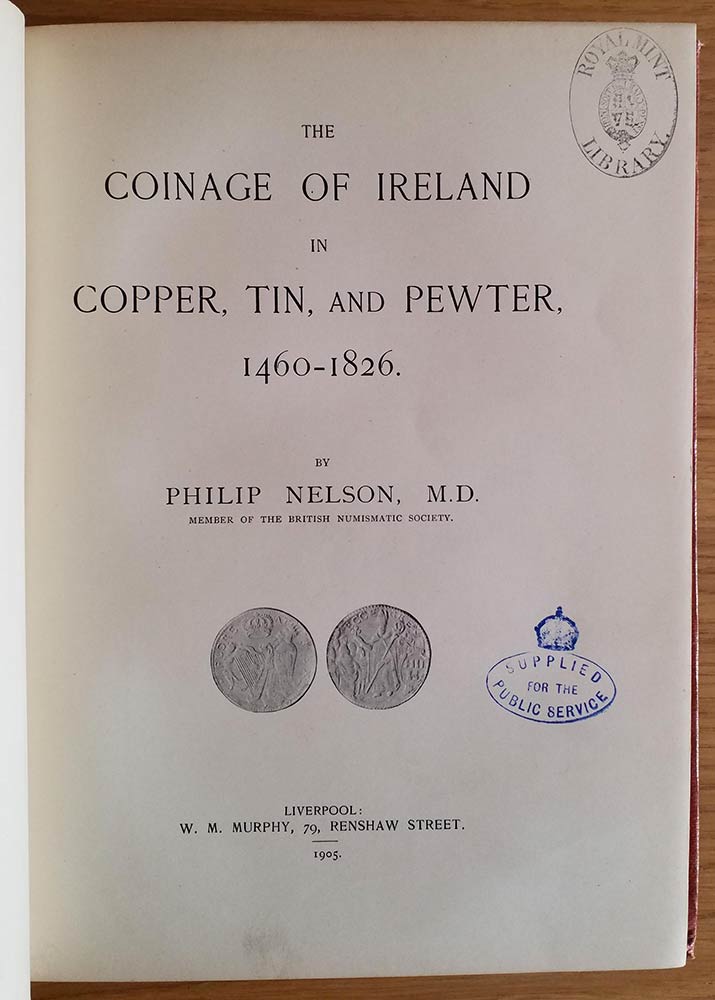 ROYAL MINT
LIBRARY.
THE
COINAGE OF IRELAND
IN
COPPER, TIN, AND PEWTER,
1460-1826.
BY
PHILIP NELSON, M.D.
MEMBER OF THE BRITISH NUMISMATIC SOCIETY.
SUPPLIED
FOR THE
PUBLIC SERVICE
LIVERPOOL:
W. M. MURPHY, 79, RENSHAW STREET.
1905.